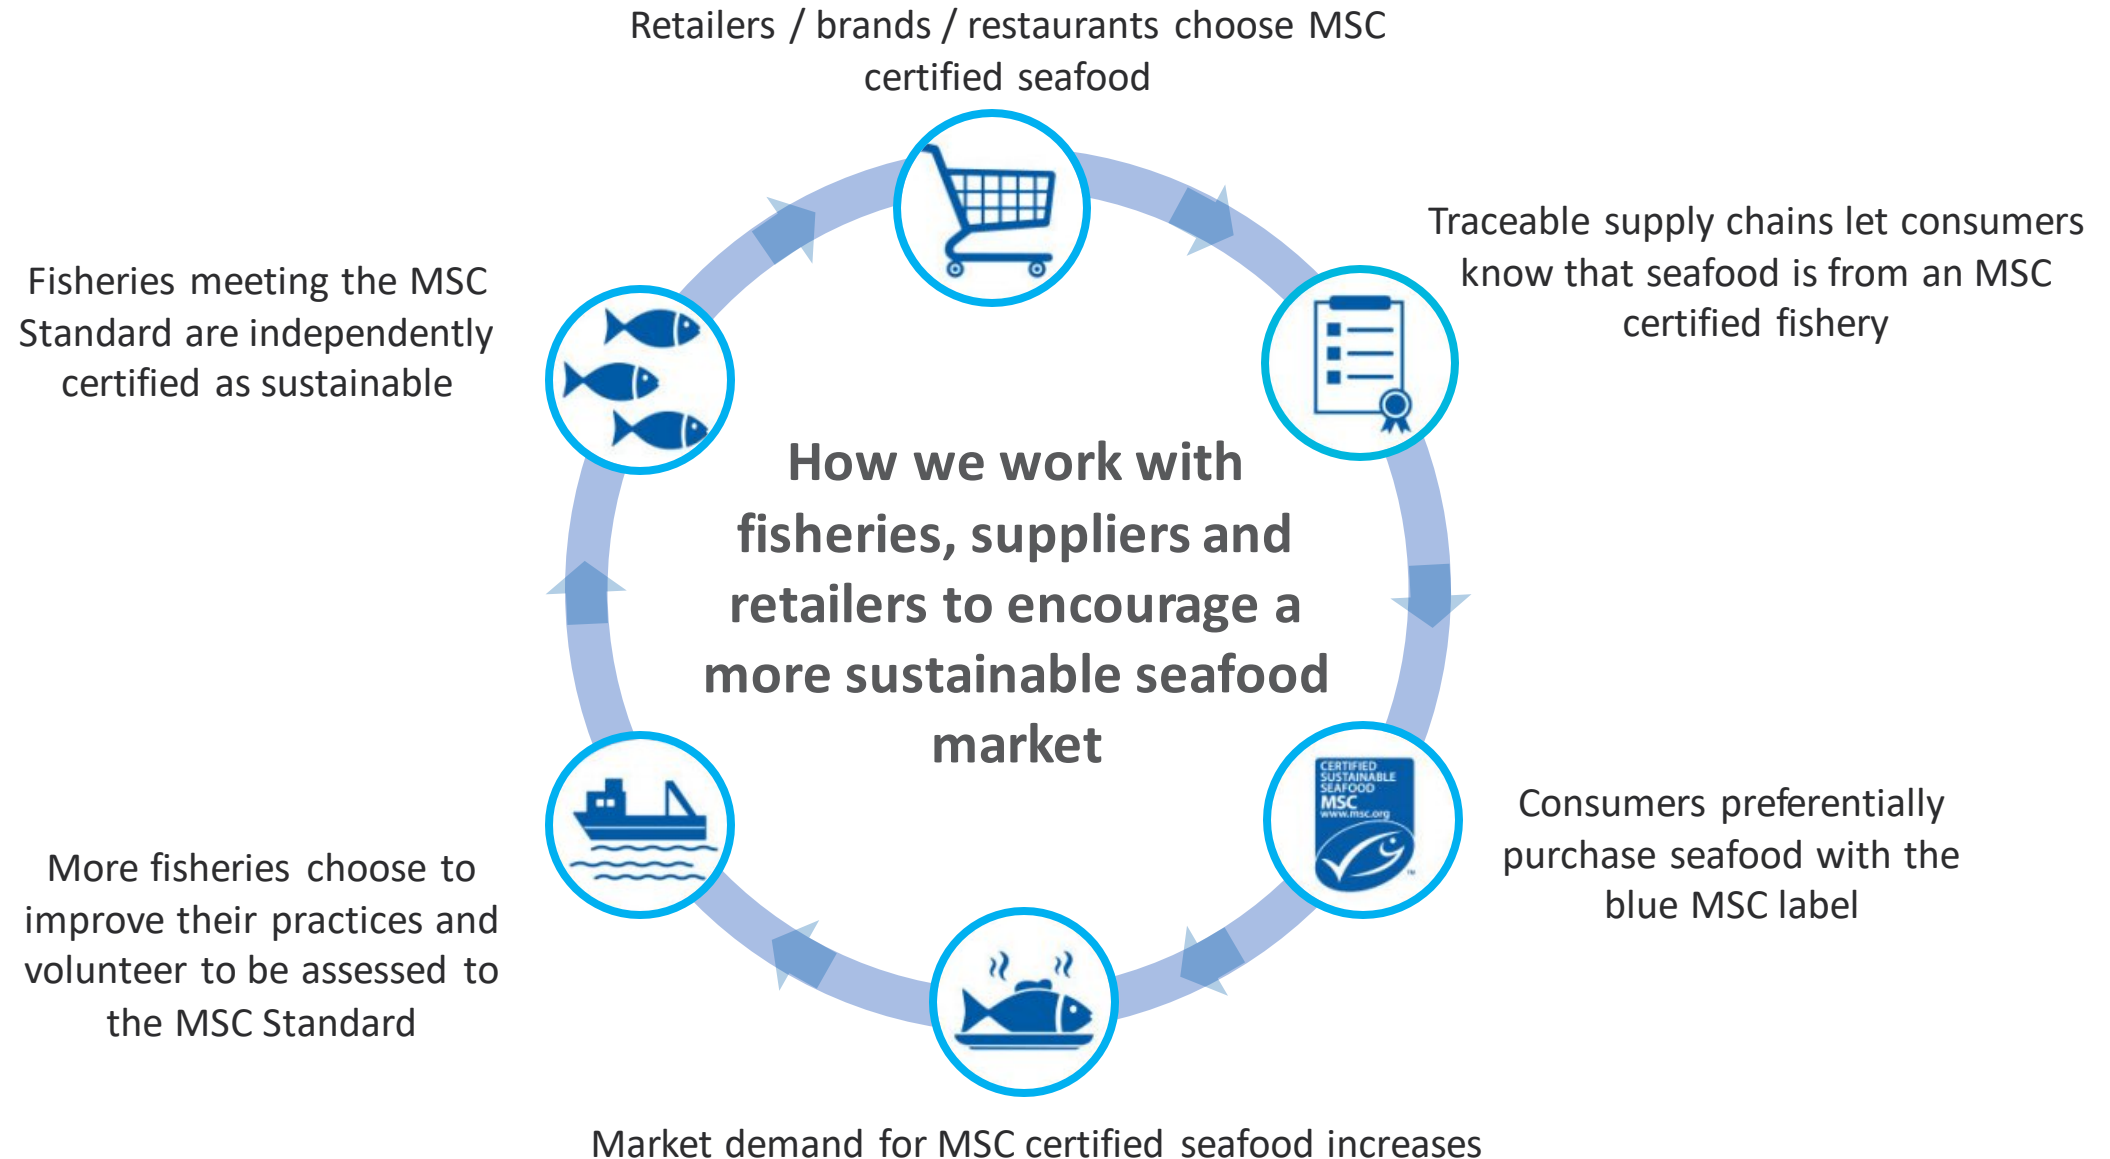 Retailers / brands / restaurants choose MSC
certified seafood
Traceable supply chains let consumers
know that seafood is from an MSC
certified fishery
Fisheries meeting the MSC
Standard are independently
certified as sustainable
How we work with
fisheries, suppliers and
retailers to encourage a
more sustainable seafood
market
CERTIFIED
SUSTAINABLE
SEAFOOD
MSC
www.msc.org
TM
Consumers preferentially
purchase seafood with the
blue MSC label
More fisheries choose to
improve their practices and
volunteer to be assessed to
the MSC Standard
Market demand for MSC certified seafood increases